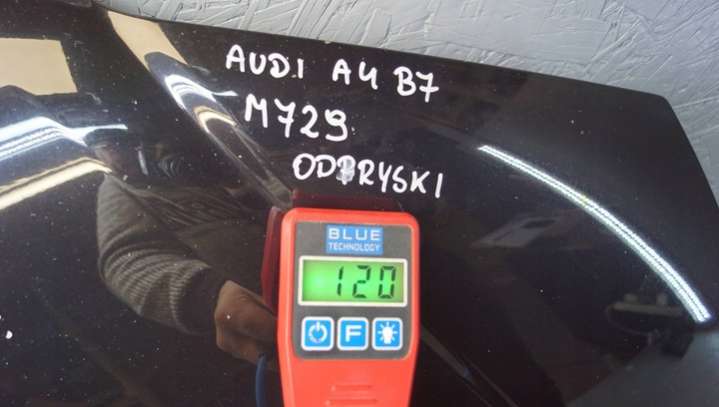 AUDI A4 B7
M729
ODPRYSKI
BLUE
TECHNOLOGY
120
F